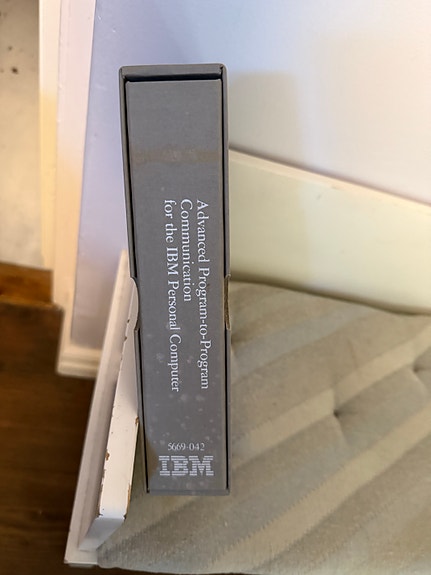 Advanced Program-to-Program
Communication
for the IBM Personal Computer
5669-042
IBM